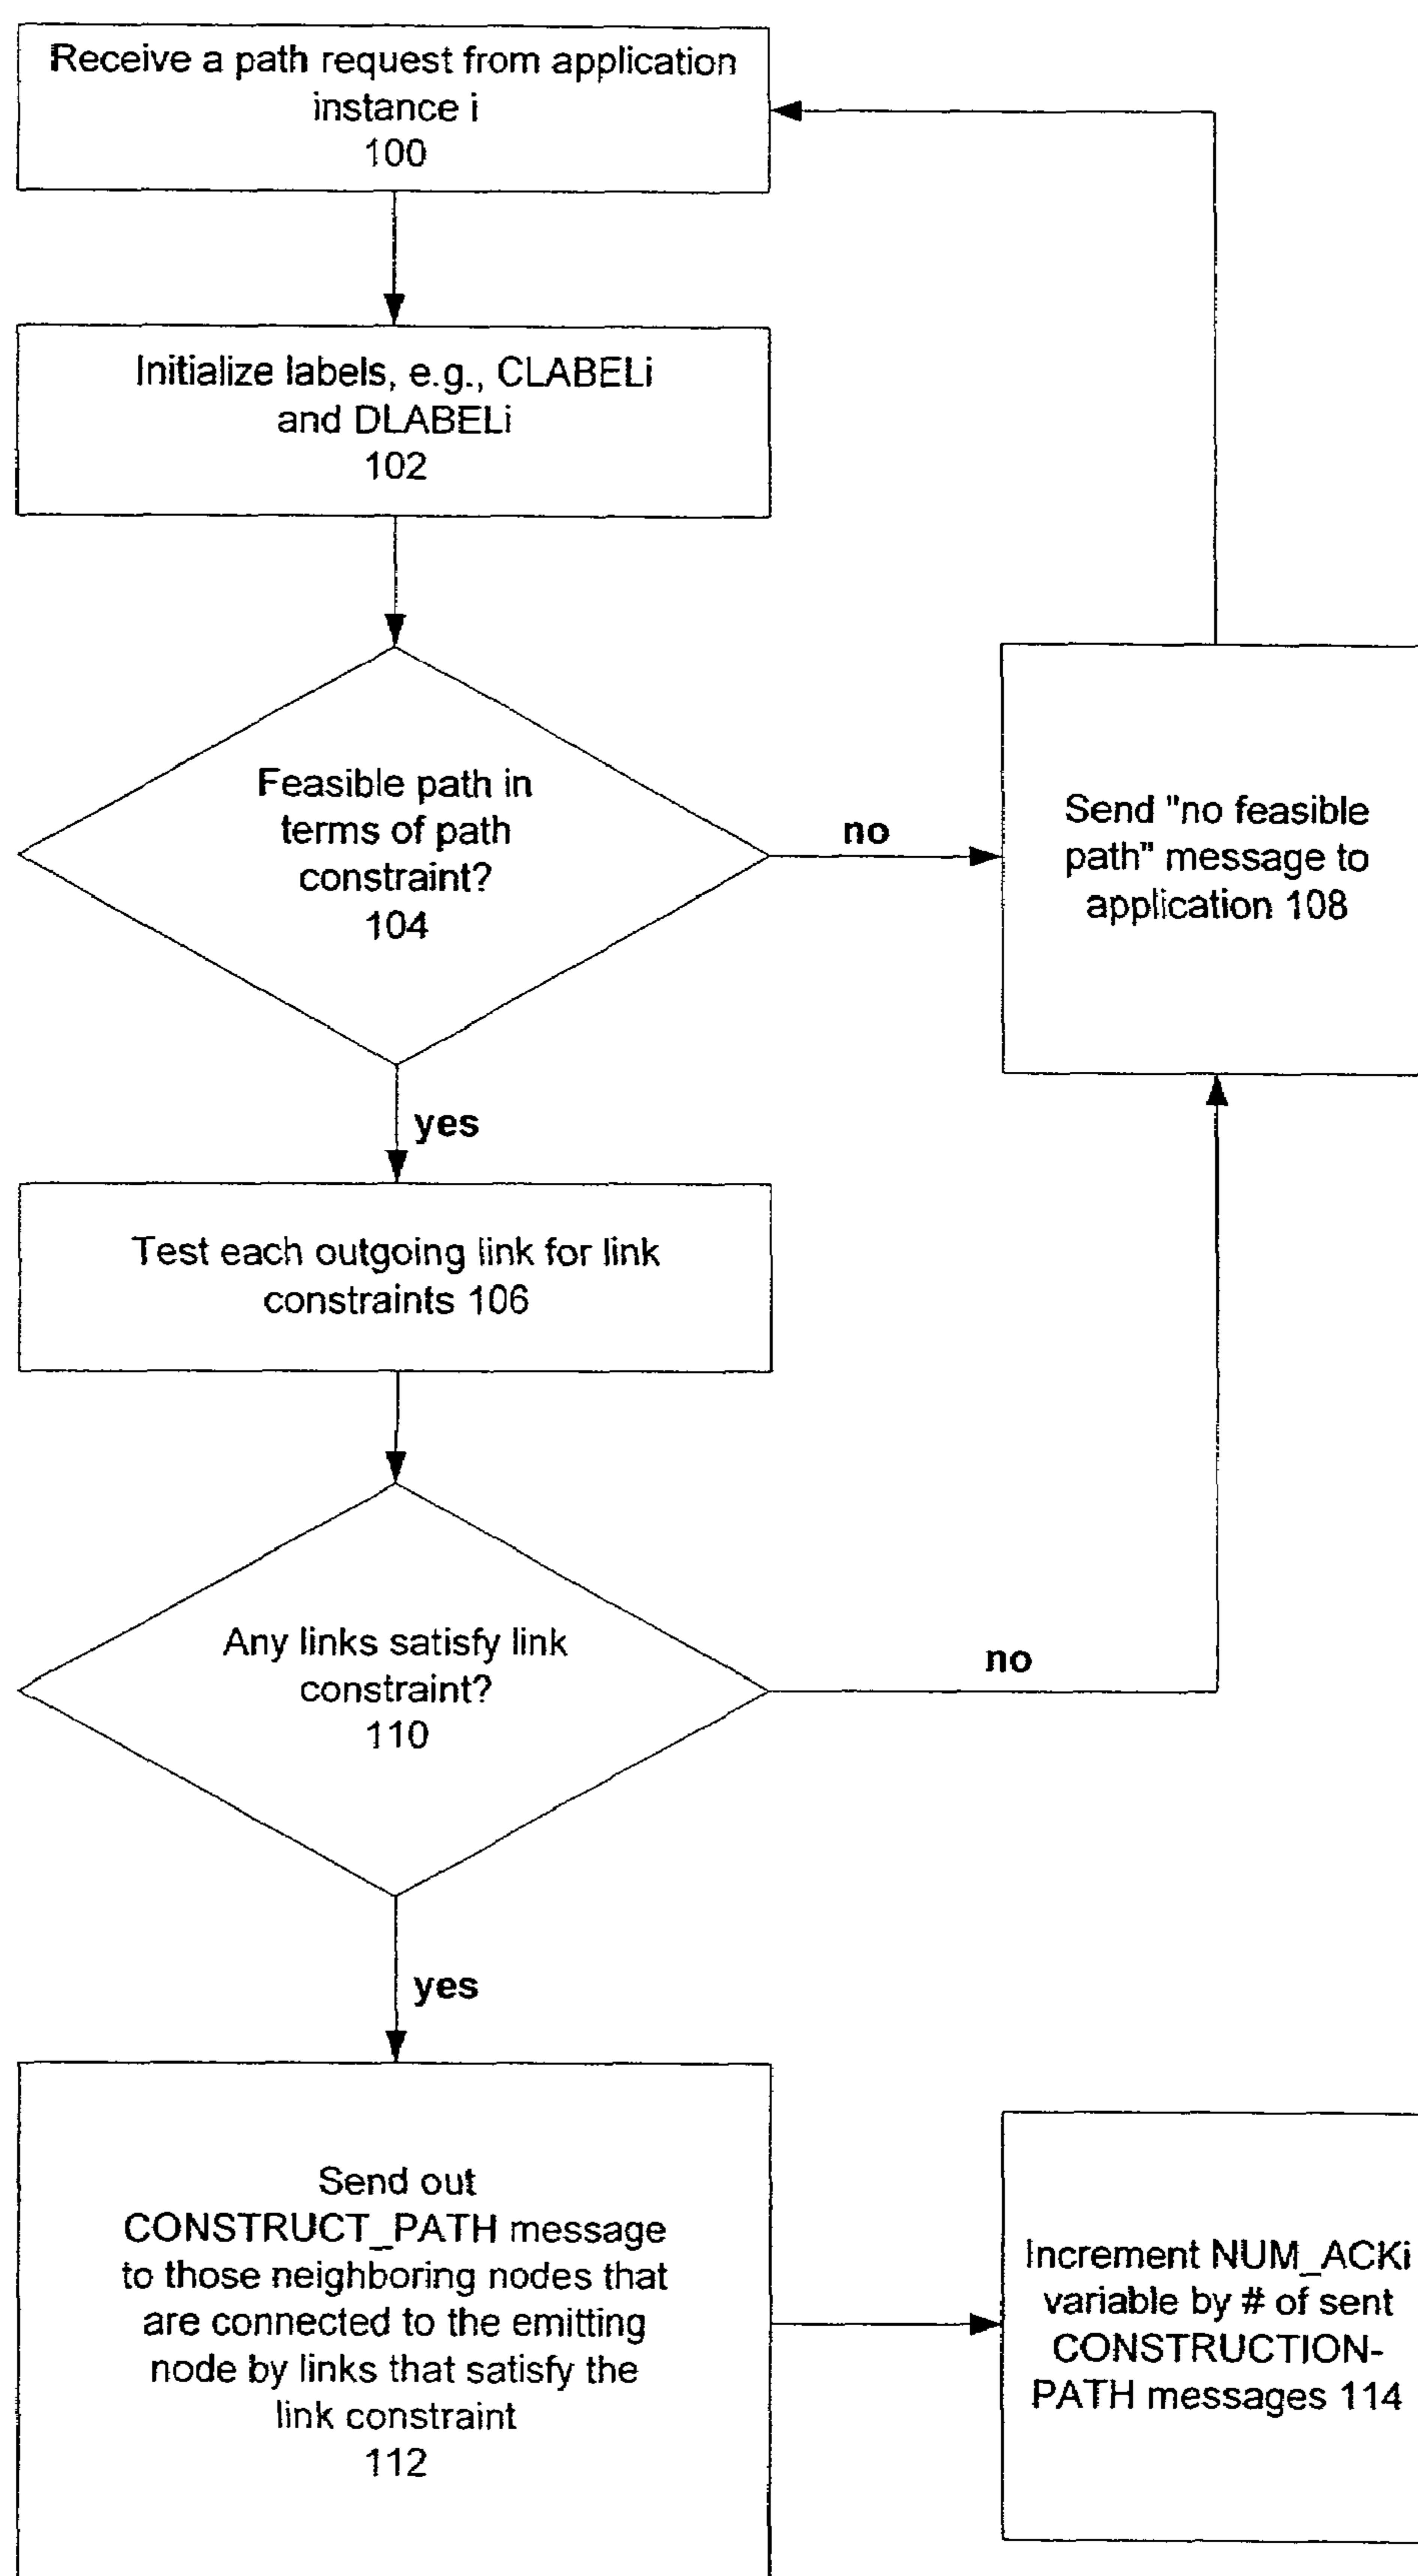 Receive a path request from application
instance i
100
Initialize labels, e.g., CLABELi
and DLABELi
102
Feasible path in
terms of path
constraint?
104
no
Send "no feasible
path" message to
application 108
yes
Test each outgoing link for link
constraints 106
Any links satisfy link
constraint?
110
no
yes
Send out
CONSTRUCT_PATH message
to those neighboring nodes that
are connected to the emitting
node by links that satisfy the
link constraint
112
Increment NUM_ACKi
variable by # of sent
CONSTRUCTION-
PATH messages 114